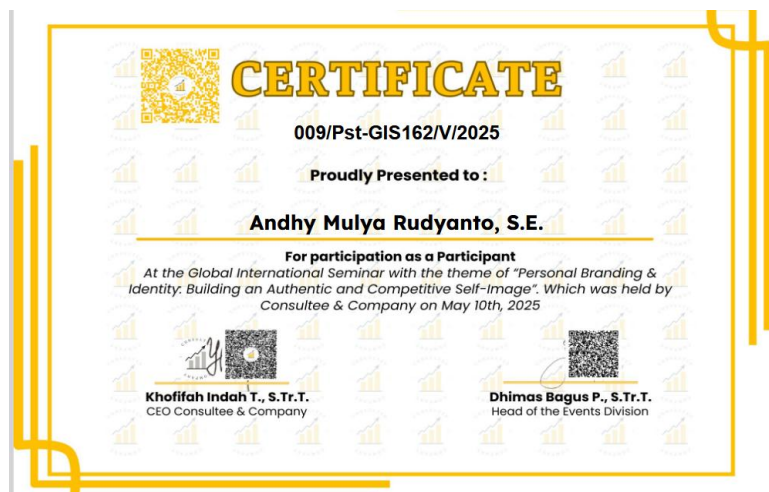 CERTIFICATE
009/Pst-GIS162/V/2025
Proudly Presented to :
Andhy Mulya Rudyanto, S.E.
For participation as a Participant
At the Global International Seminar with the theme of "Personal Branding &
Identity: Building an Authentic and Competitive Self-Image". Which was held by
Consultee & Company on May 10th, 2025
Khofifah Indah T., S.Tr.T.
CEO Consultee & Company
Dhimas Bagus P., S.Tr.T.
Head of the Events Division